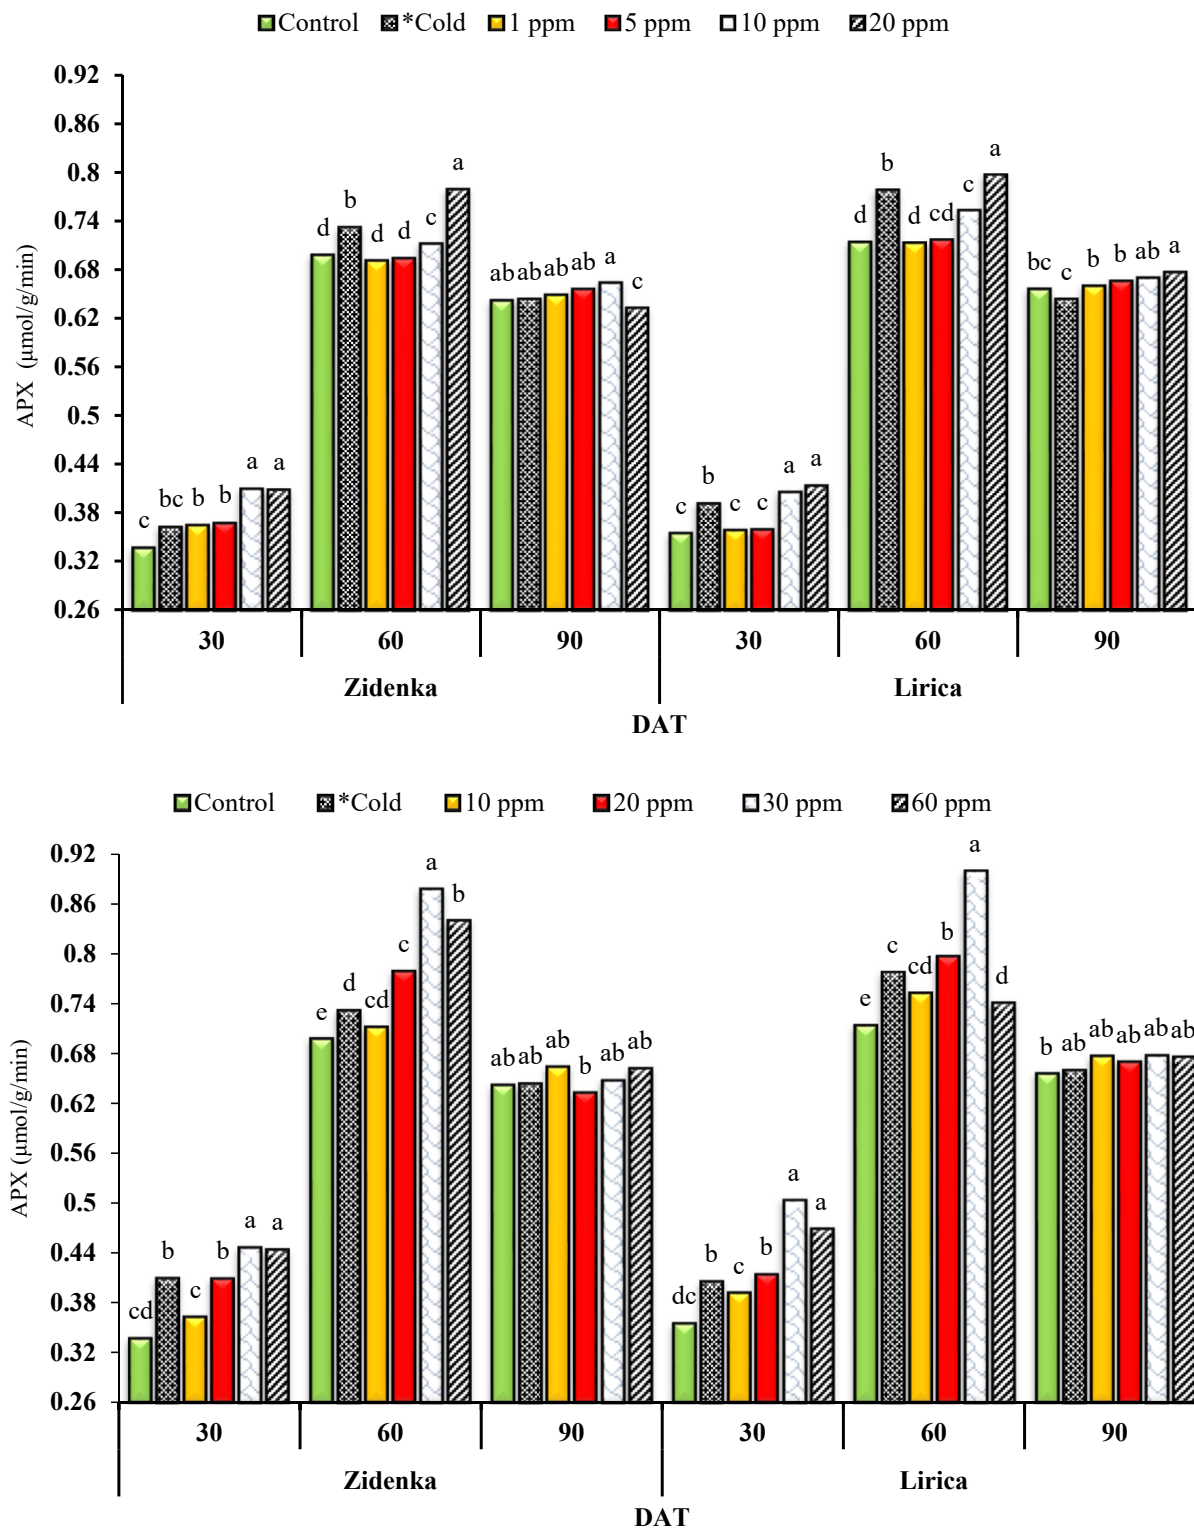 Control *Cold 1 ppm 5 ppm 10 ppm 20 ppm
APX (µmol/g/min)
0.92
0.86
0.8
0.74
0.68
0.62
0.56
0.5
0.44
0.38
0.32
0.26
c bc b b a a
d b d d c a
ab ab ab ab a c
c b c c a a
d b d cd c a
bc c b b ab a
30 60 90 30 60 90
Zidenka Lirica
DAT
Control *Cold 10 ppm 20 ppm 30 ppm 60 ppm
APX (µmol/g/min)
0.92
0.86
0.8
0.74
0.68
0.62
0.56
0.5
0.44
0.38
0.32
0.26
cd b c b a a
e d cd c a b
ab ab ab b ab ab
dc b c b a a
e c cd b a d
b ab ab ab ab ab
30 60 90 30 60 90
Zidenka Lirica
DAT